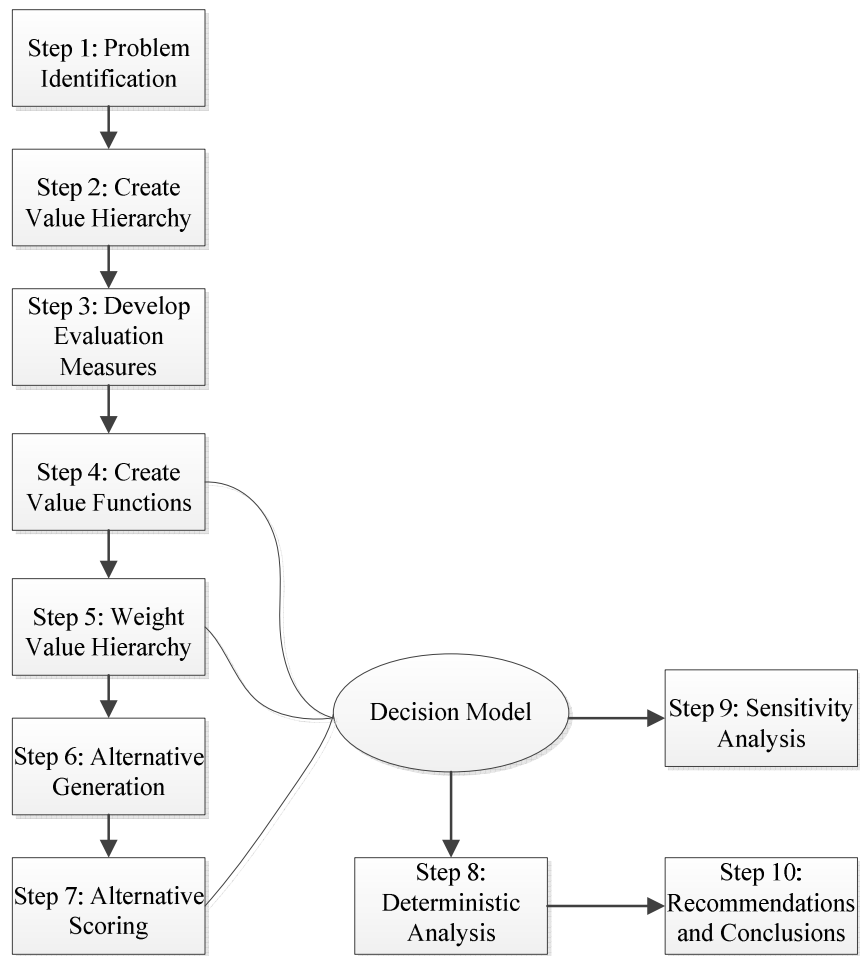 Step 1: Problem
Identification
Step 2: Create
Value Hierarchy
Step 3: Develop
Evaluation
Measures
Step 4: Create
Value Functions
Step 5: Weight
Value Hierarchy
Step 6: Alternative
Generation
Step 7: Alternative
Scoring
Decision Model
Step 8:
Deterministic
Analysis
Step 9: Sensitivity
Analysis
Step 10:
Recommendations
and Conclusions